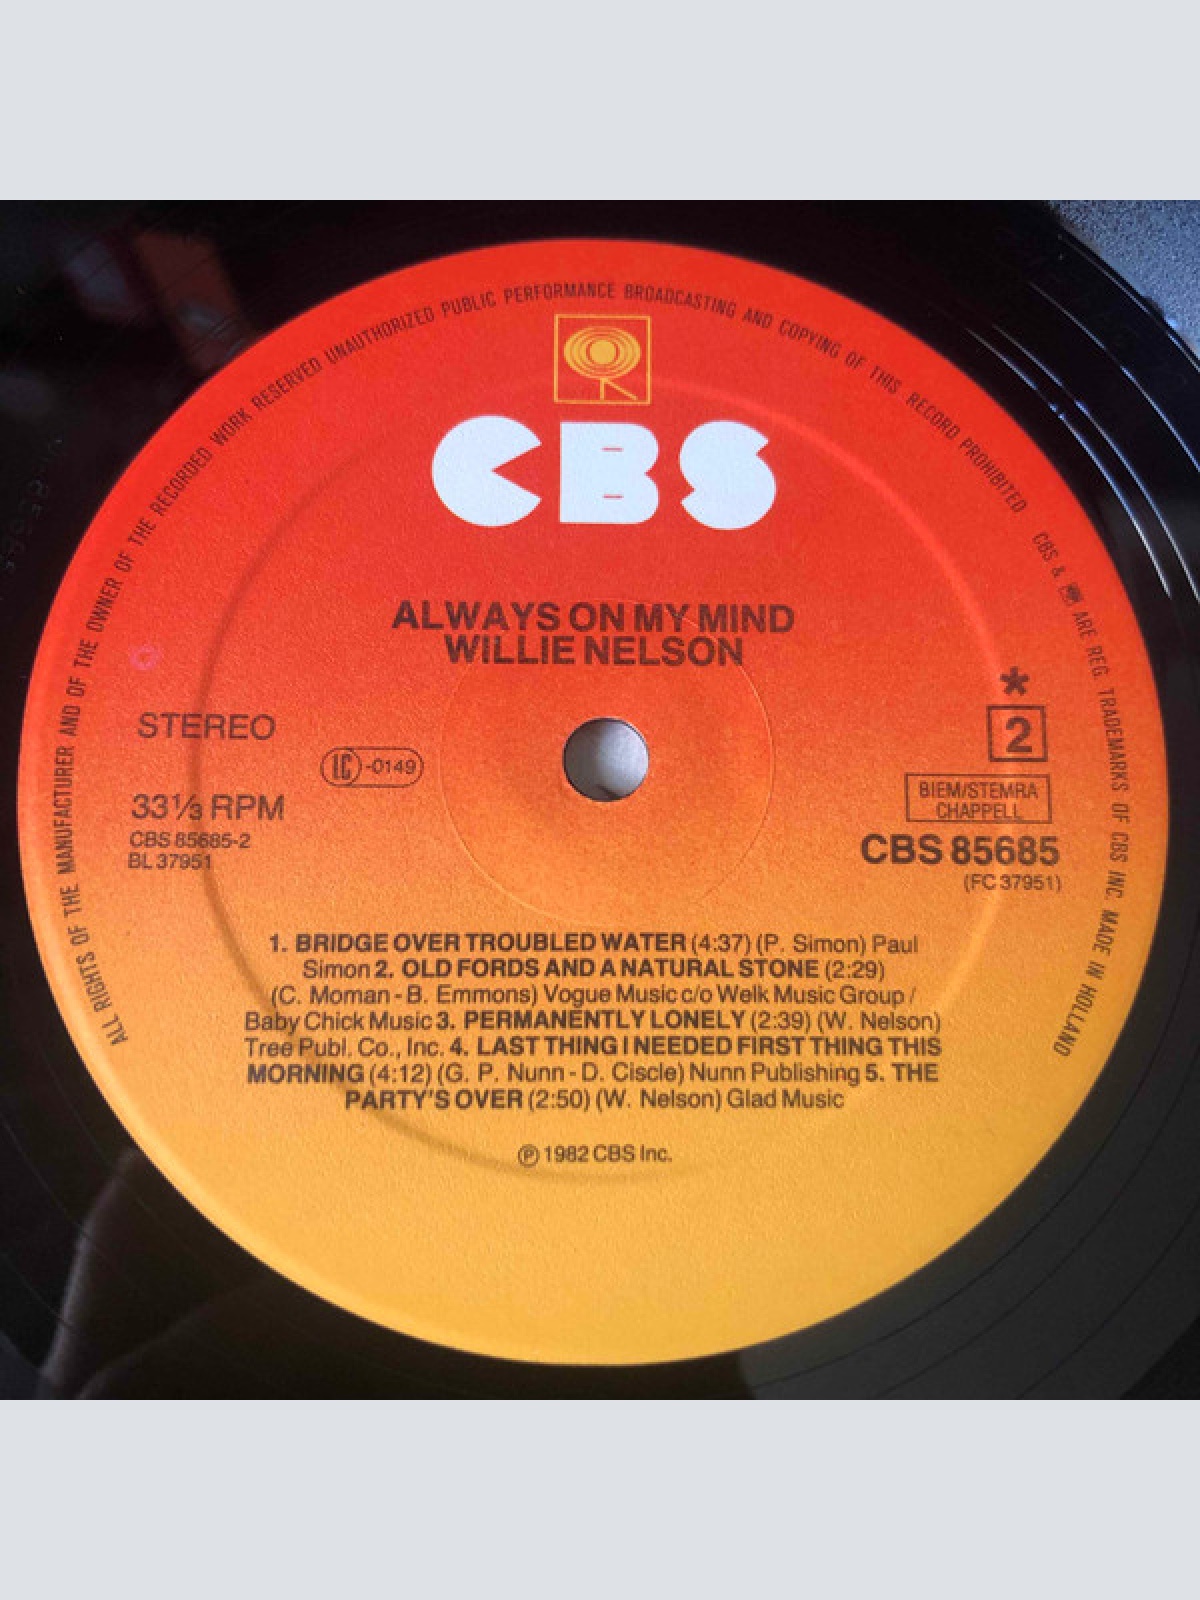 ALL RIGHTS OF THE MANUFACTURER AND OF THE OWNER OF THE RECORDED WORK RESERVED UNAUTHORIZED PUBLIC PERFORMANCE BROADCASTING AND COPYING OF THIS RECORD PROHIBITED CBS & ARE REG. TRADEMARKS OF CBS INC. MADE IN HOLLAND
CBS
ALWAYS ON MY MIND
WILLIE NELSON
STEREO
LC -0149
33⅓ RPM
CBS 85685-2
BL 37951
*
2
BIEM/STEMRA
CHAPPELL
CBS 85685
(FC 37951)
1. BRIDGE OVER TROUBLED WATER (4:37) (P. Simon) Paul
Simon 2. OLD FORDS AND A NATURAL STONE (2:29)
(C. Moman - B. Emmons) Vogue Music c/o Welk Music Group /
Baby Chick Music 3. PERMANENTLY LONELY (2:39) (W. Nelson)
Tree Publ. Co., Inc. 4. LAST THING I NEEDED FIRST THING THIS
MORNING (4:12) (G. P. Nunn - D. Ciscle) Nunn Publishing 5. THE
PARTY'S OVER (2:50) (W. Nelson) Glad Music
℗ 1982 CBS Inc.